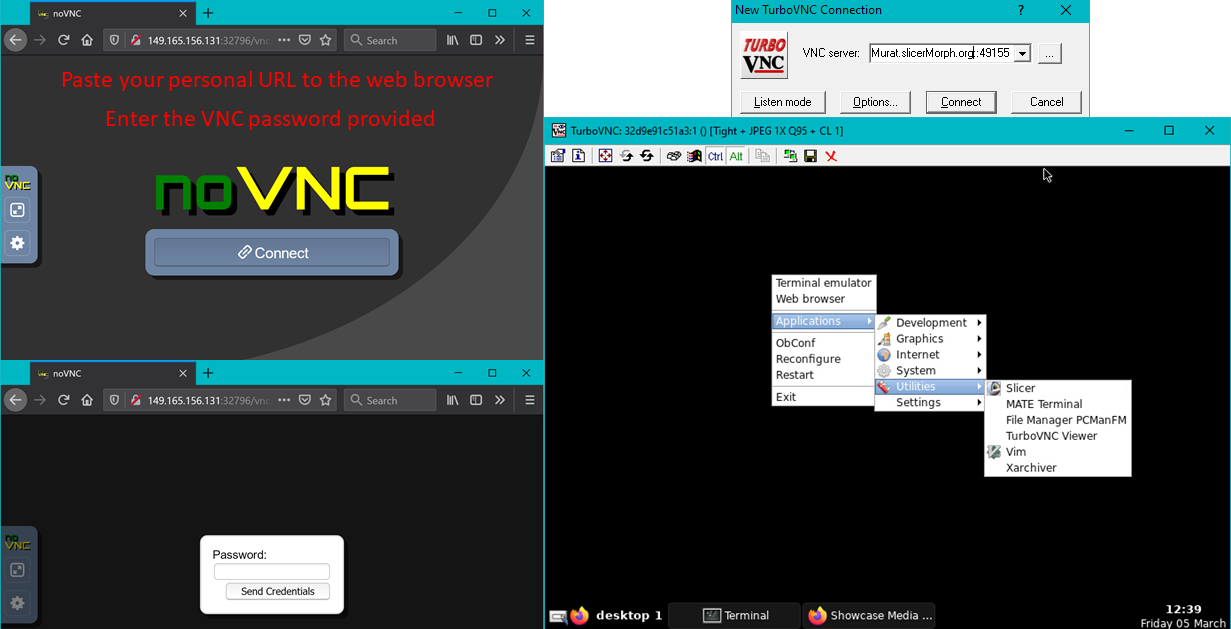 noVNC
149.165.156.131:32796/vnc
Search
Paste your personal URL to the web browser
Enter the VNC password provided
no
VNC
noVNC
Connect
noVNC
149.165.156.131:32796/vnc
Search
no
VNC
Password:
Send Credentials
New TurboVNC Connection
TURBO
VNC
VNC server:
Murat.slicerMorph.org::49155
...
Listen mode
Options...
Connect
Cancel
TurboVNC: 32d9e91c51a3:1 () [Tight + JPEG 1X Q95 + CL 1]
Ctrl
Alt
Terminal emulator
Web browser
Applications
ObConf
Reconfigure
Restart
Exit
Development
Graphics
Internet
System
Utilities
Settings
Slicer
MATE Terminal
File Manager PCManFM
TurboVNC Viewer
Vim
Xarchiver
desktop 1
Terminal
Showcase Media ...
12:39
Friday 05 March